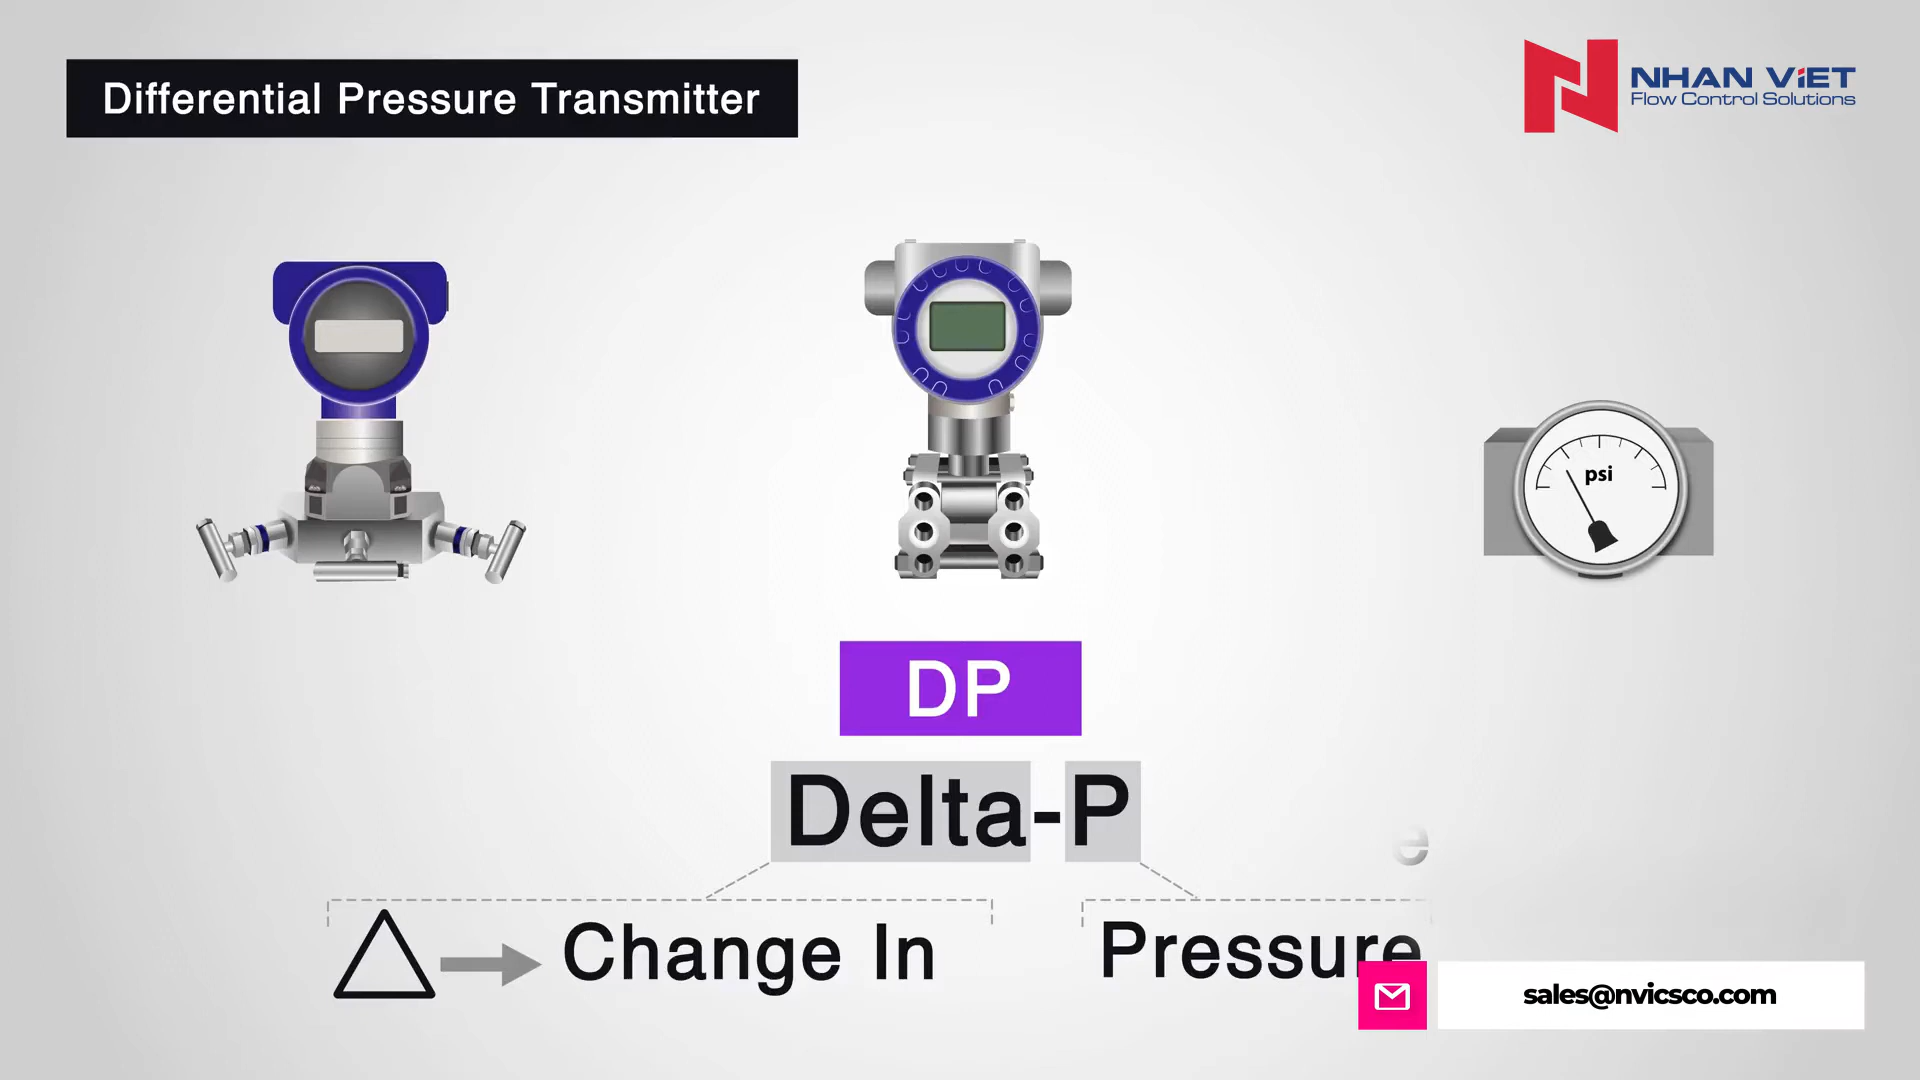 Differential Pressure Transmitter
NHAN ViET
Flow Control Solutions
psi
DP
Delta-P
e
Change In
Pressure
sales@nvicsco.com